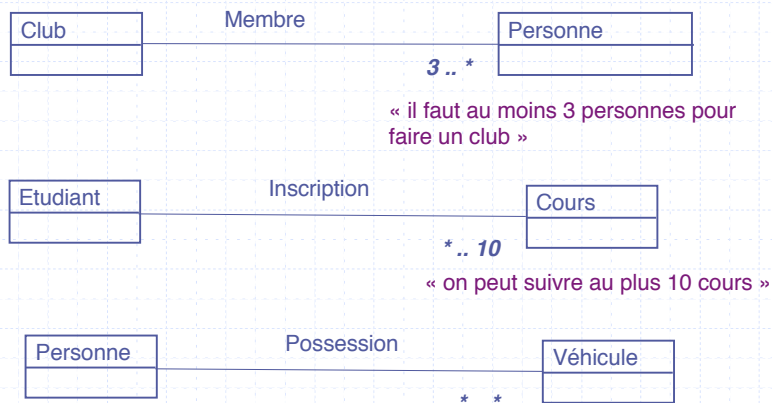 Membre
Club
Personne
3 .. *
« il faut au moins 3 personnes pour
faire un club »
Inscription
Etudiant
Cours
* .. 10
« on peut suivre au plus 10 cours »
Possession
Personne
Véhicule
* .. *